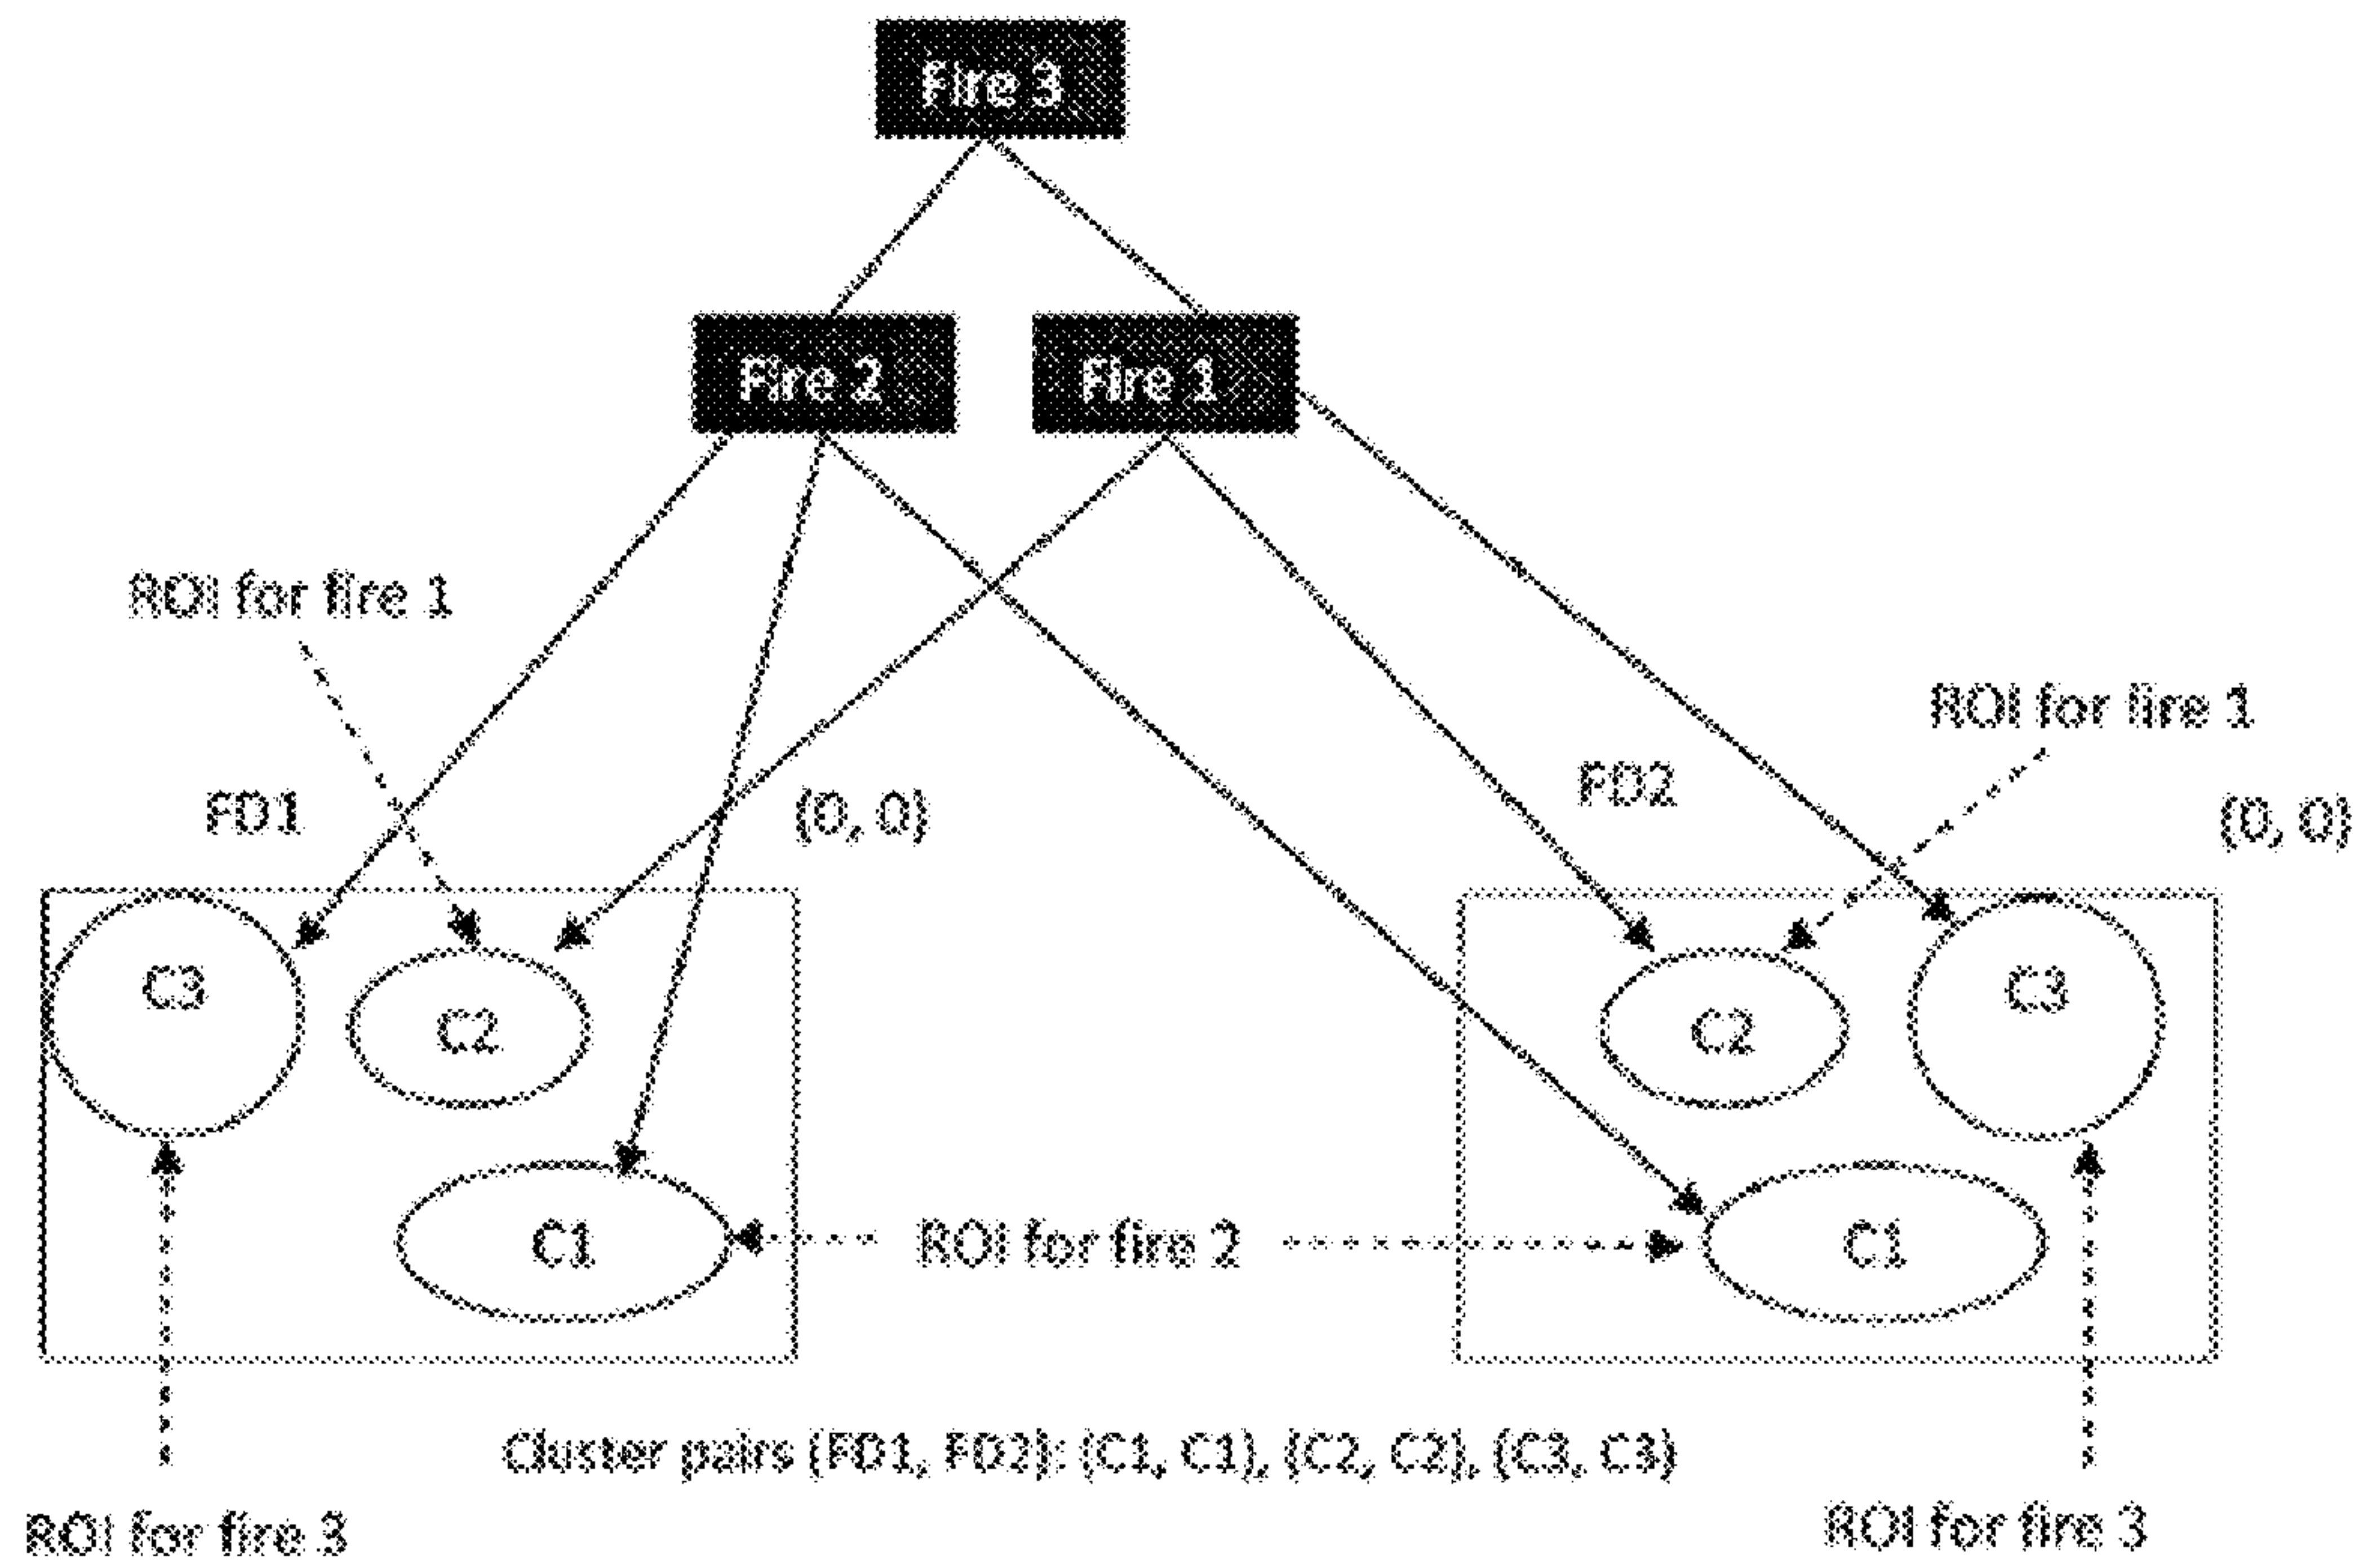 Fire 3
Fire 2
Fire 1
ROI for fire 1
ROI for fire 1
FD1
(0, 0)
FD2
(0, 0)
C3
C2
C2
C3
C1
ROI for fire 2
C1
Cluster pairs (FD1, FD2): (C1, C1), (C2, C2), (C3, C3)
ROI for fire 3
ROI for fire 3